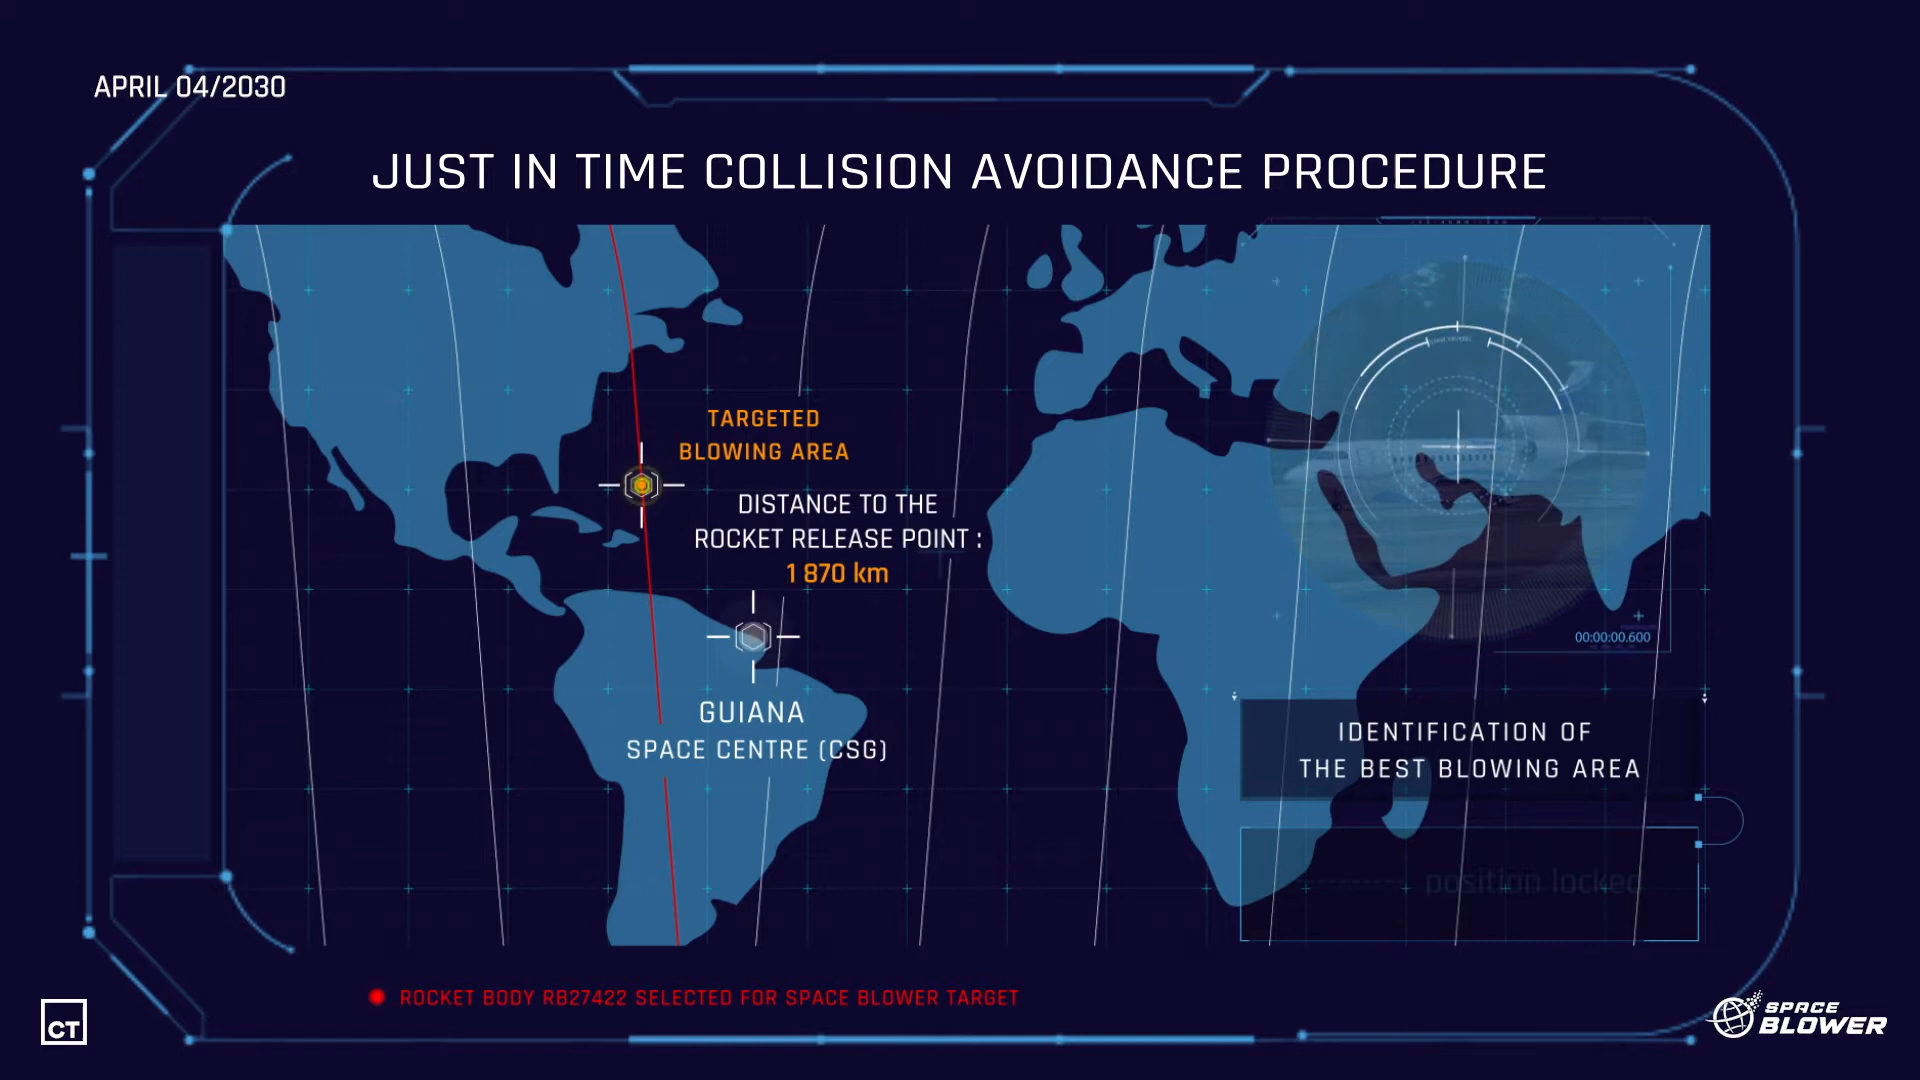 APRIL 04/2030
JUST IN TIME COLLISION AVOIDANCE PROCEDURE
TARGETED
BLOWING AREA
DISTANCE TO THE
ROCKET RELEASE POINT :
1 870 km
GUIANA
SPACE CENTRE (CSG)
00:00:00.600
IDENTIFICATION OF
THE BEST BLOWING AREA
position locked
ROCKET BODY RB27422 SELECTED FOR SPACE BLOWER TARGET
CT
SPACE
BLOWER